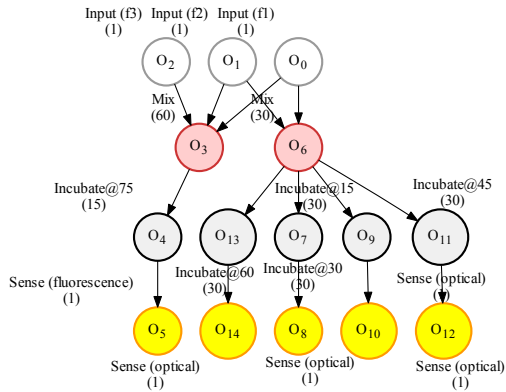 Input (f3)
(1)
Input (f2)
(1)
Input (f1)
(1)
O2
O1
O0
Mix
(60)
Mix
(30)
O3
O6
Incubate@75
(15)
Incubate@15
(30)
Incubate@45
(30)
O4
O13
O7
O9
O11
Sense (fluorescence)
(1)
Incubate@60
(30)
Incubate@30
(30)
Sense (optical)
(1)
O5
O14
O8
O10
O12
Sense (optical)
(1)
Sense (optical)
(1)
Sense (optical)
(1)